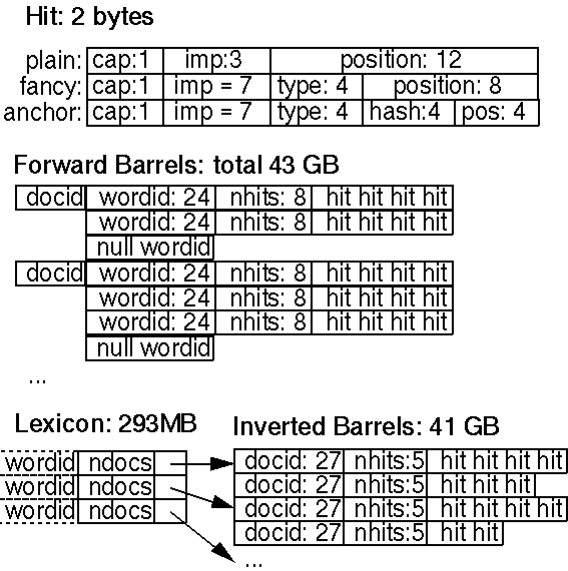 Hit: 2 bytes
plain: cap:1 imp:3 position: 12
fancy: cap:1 imp = 7 type: 4 position: 8
anchor: cap:1 imp = 7 type: 4 hash:4 pos: 4
Forward Barrels: total 43 GB
docid wordid: 24 nhits: 8 hit hit hit hit
wordid: 24 nhits: 8 hit hit hit hit
null wordid
docid wordid: 24 nhits: 8 hit hit hit hit
wordid: 24 nhits: 8 hit hit hit hit
wordid: 24 nhits: 8 hit hit hit hit
null wordid
...
Lexicon: 293MB Inverted Barrels: 41 GB
wordid ndocs docid: 27 nhits:5 hit hit hit hit
wordid ndocs docid: 27 nhits:5 hit hit hit
wordid ndocs docid: 27 nhits:5 hit hit hit hit
docid: 27 nhits:5 hit hit
...